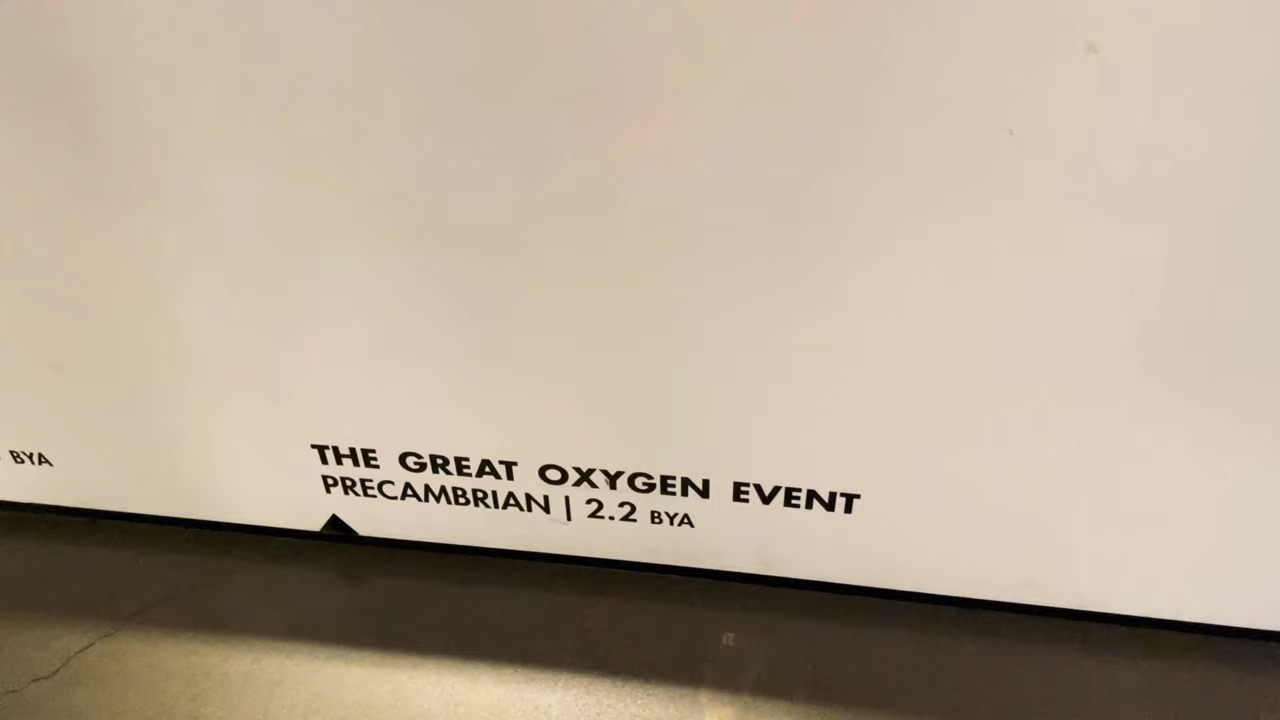 BYA
THE GREAT OXYGEN EVENT
PRECAMBRIAN | 2.2 BYA